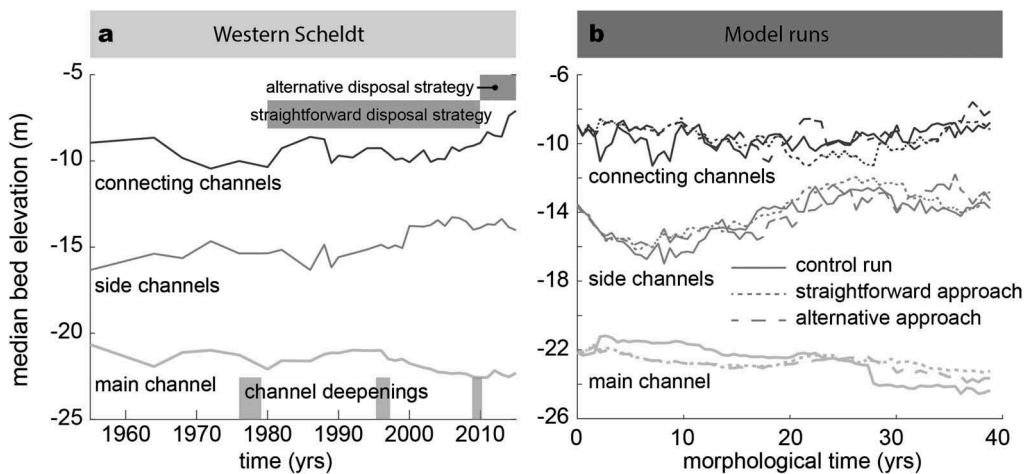 a Western Scheldt
-5
alternative disposal strategy
straightforward disposal strategy
-10
connecting channels
-15
side channels
-20
main channel
channel deepenings
-25
1960 1970 1980 1990 2000 2010
time (yrs)
median bed elevation (m)
b Model runs
-6
-10
connecting channels
-14
side channels
control run
straightforward approach
-18
alternative approach
-22
main channel
-26
0 10 20 30 40
morphological time (yrs)